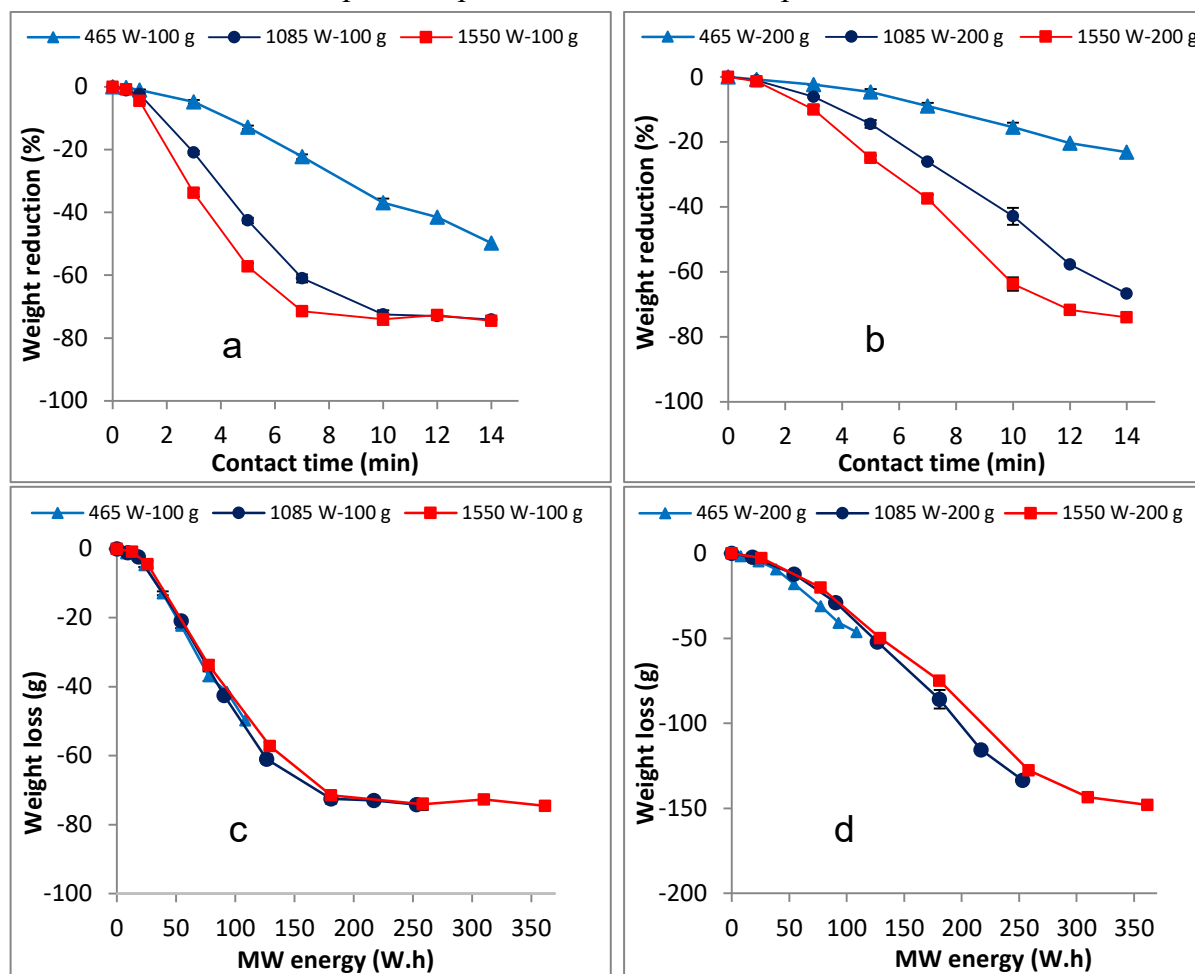 465 W-100 g 1085 W-100 g 1550 W-100 g
0
-20
-40
-60
-80
-100
Weight reduction (%)
a
0 2 4 6 8 10 12 14
Contact time (min)
465 W-200 g 1085 W-200 g 1550 W-200 g
0
-20
-40
-60
-80
-100
Weight reduction (%)
b
0 2 4 6 8 10 12 14
Contact time (min)
465 W-100 g 1085 W-100 g 1550 W-100 g
0
-20
-40
-60
-80
-100
Weight loss (g)
c
0 50 100 150 200 250 300 350
MW energy (W.h)
465 W-200 g 1085 W-200 g 1550 W-200 g
0
-50
-100
-150
-200
Weight loss (g)
d
0 50 100 150 200 250 300 350
MW energy (W.h)